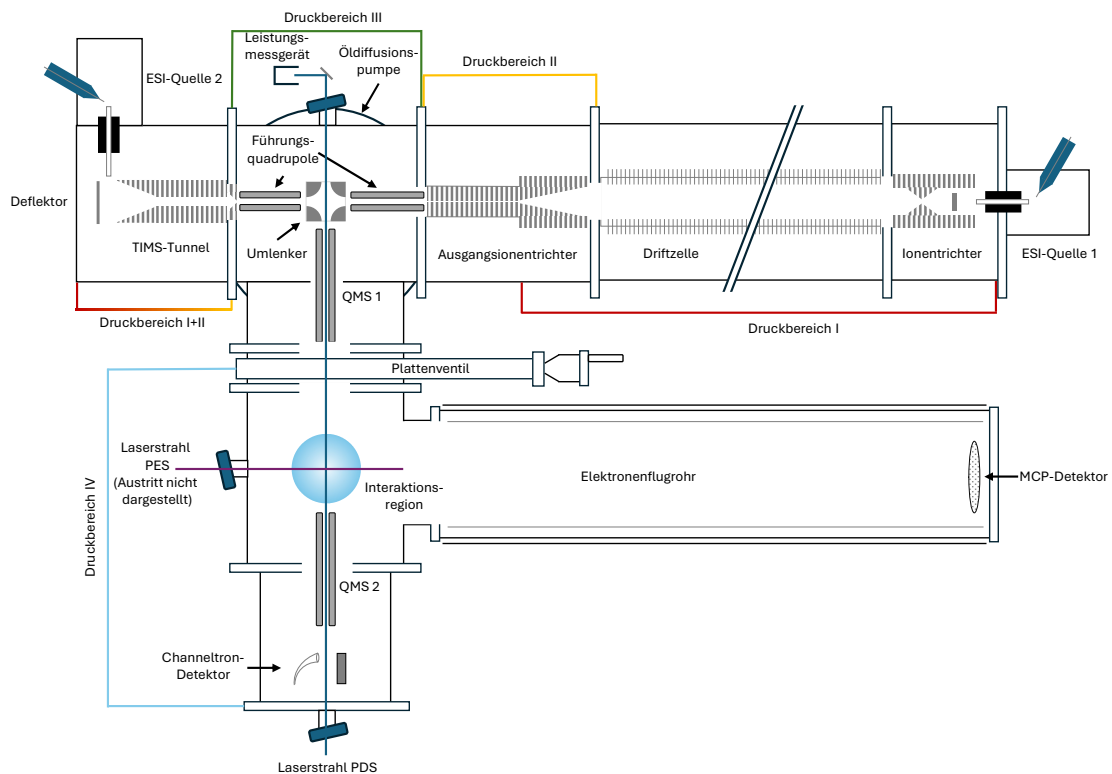 Druckbereich III
Leistungs-
messgerät
Öldiffusions-
pumpe
Druckbereich II
ESI-Quelle 2
Führungs-
quadrupole
Deflektor
TIMS-Tunnel
Umlenker
Ausgangsionentrichter
Driftzelle
Ionentrichter
ESI-Quelle 1
QMS 1
Druckbereich I+II
Druckbereich I
Plattenventil
Laserstrahl
PES
(Austritt nicht
dargestellt)
Interaktions-
region
Elektronenflugrohr
MCP-Detektor
Druckbereich IV
QMS 2
Channeltron-
Detektor
Laserstrahl PDS